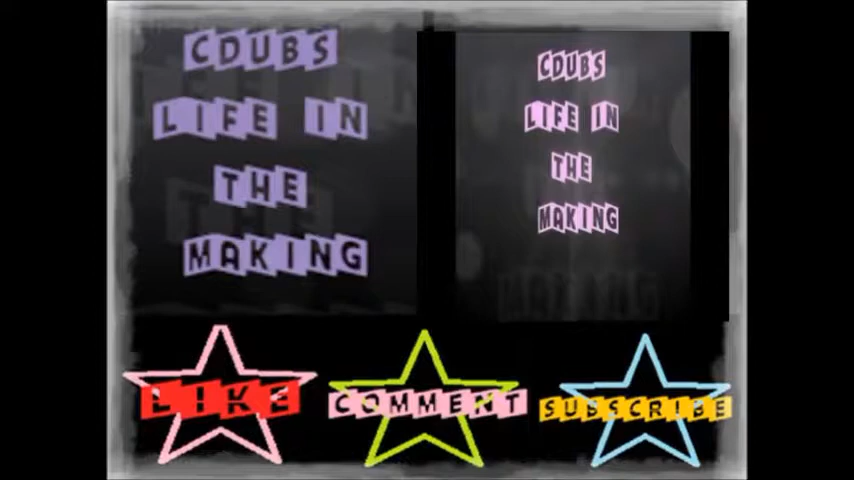 CDUBS
LIFE IN
THE
MAKING
CDUBS
LIFE IN
THE
MAKING
LIKE
COMMENT
SUBSCRIBE